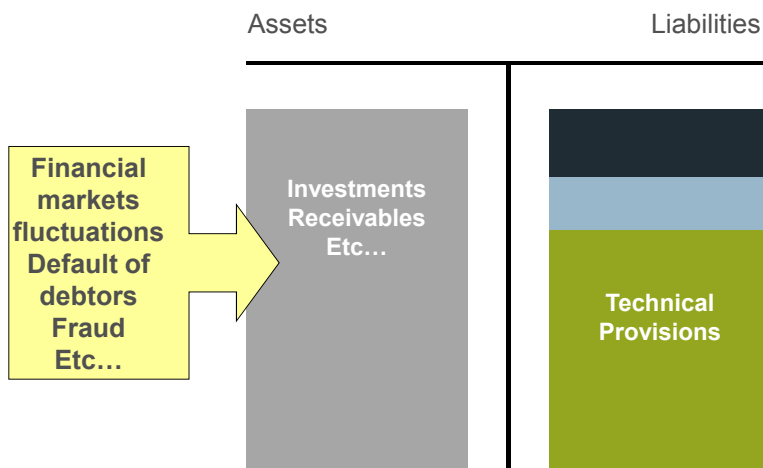 Assets
Liabilities
Financial
markets
fluctuations
Default of
debtors
Fraud
Etc…
Investments
Receivables
Etc…
Technical
Provisions